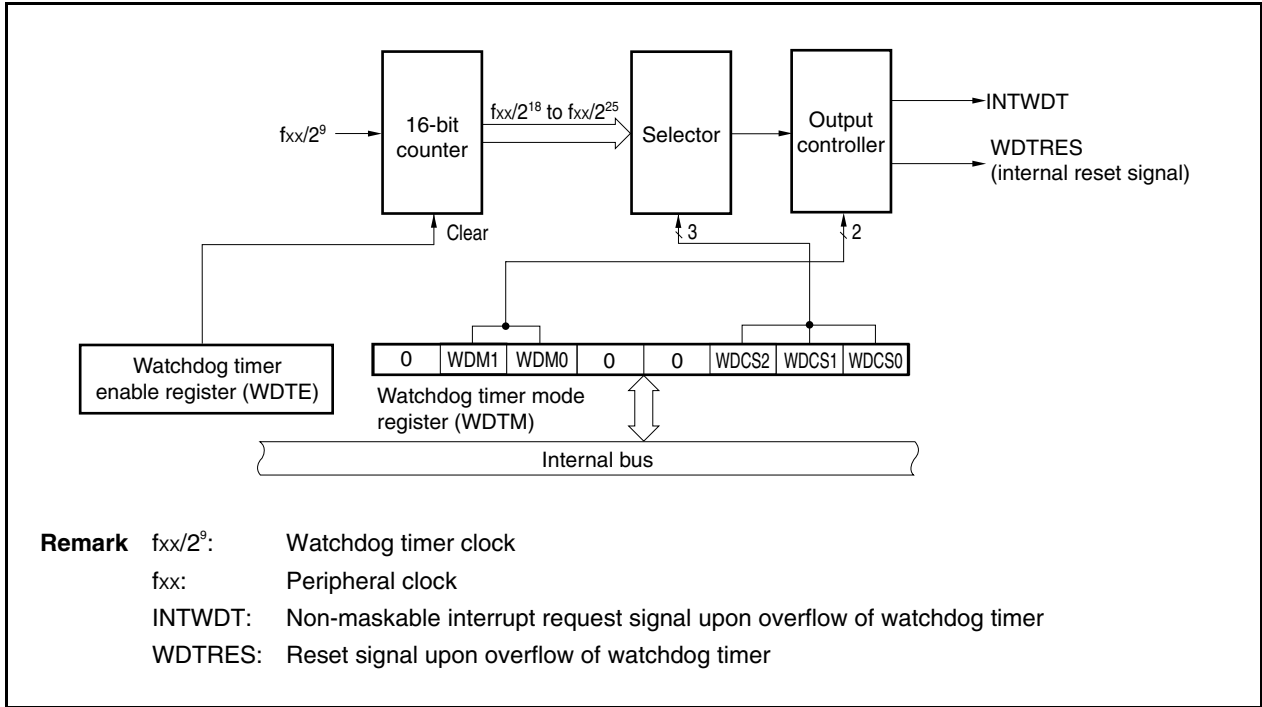 fxx/2⁹
16-bit
counter
fxx/2¹⁸ to fxx/2²⁵
Selector
Output
controller
INTWDT
WDTRES
(internal reset signal)
Clear
3
2
Watchdog timer
enable register (WDTE)
0 WDM1 WDM0 0 0 WDCS2 WDCS1 WDCS0
Watchdog timer mode
register (WDTM)
Internal bus
Remark fxx/2⁹: Watchdog timer clock
fxx: Peripheral clock
INTWDT: Non-maskable interrupt request signal upon overflow of watchdog timer
WDTRES: Reset signal upon overflow of watchdog timer